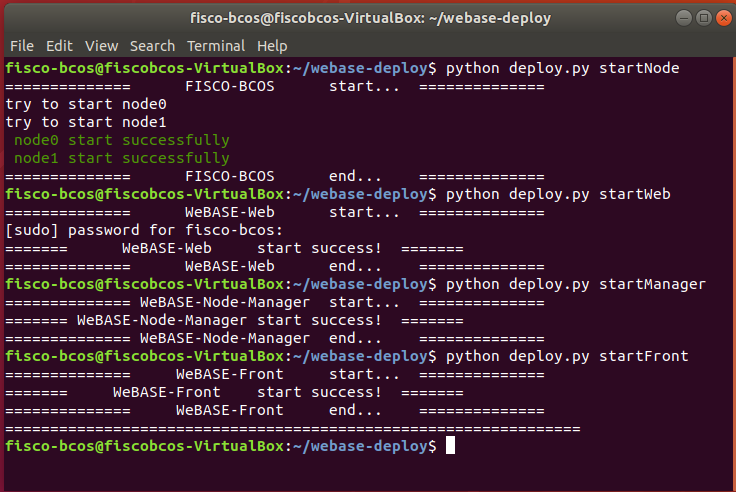 fisco-bcos@fiscobcos-VirtualBox: ~/webase-deploy
File Edit View Search Terminal Help
fisco-bcos@fiscobcos-VirtualBox:~/webase-deploy$ python deploy.py startNode
==============      FISCO-BCOS      start...  ==============
try to start node0
try to start node1
 node0 start successfully
 node1 start successfully
==============      FISCO-BCOS      end...    ==============
fisco-bcos@fiscobcos-VirtualBox:~/webase-deploy$ python deploy.py startWeb
==============      WeBASE-Web      start...  ==============
[sudo] password for fisco-bcos:
=======      WeBASE-Web     start success!  =======
==============      WeBASE-Web      end...    ==============
fisco-bcos@fiscobcos-VirtualBox:~/webase-deploy$ python deploy.py startManager
============== WeBASE-Node-Manager  start...  ==============
======= WeBASE-Node-Manager start success!  =======
============== WeBASE-Node-Manager  end...    ==============
fisco-bcos@fiscobcos-VirtualBox:~/webase-deploy$ python deploy.py startFront
==============     WeBASE-Front     start...  ==============
=======     WeBASE-Front    start success!  =======
==============     WeBASE-Front     end...    ==============
================================================================
fisco-bcos@fiscobcos-VirtualBox:~/webase-deploy$